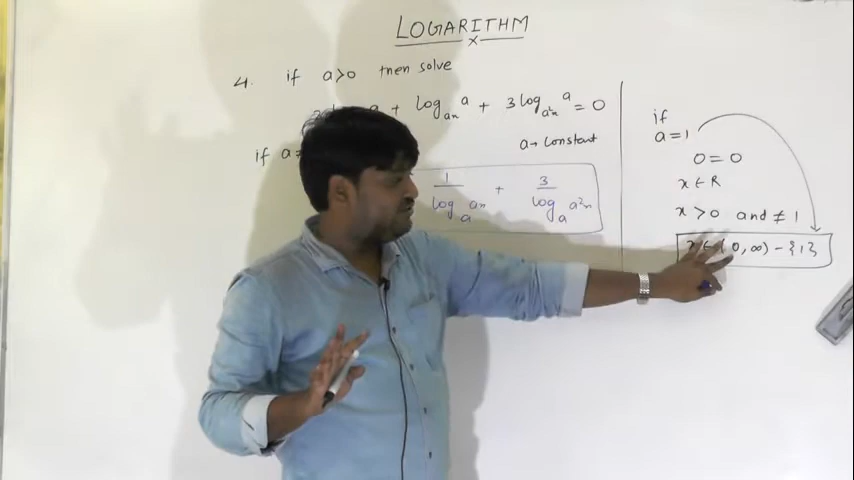 LOGARITHM
x
4. if a>0 then solve
a + log_{ax} a + 3 log_{a²x} a = 0
a → constant
if a
1/log_a ax + 3/log_a a²x
if
a=1
0 = 0
x ∈ R
x >0 and ≠ 1
x ∈ (0, ∞) - {1}